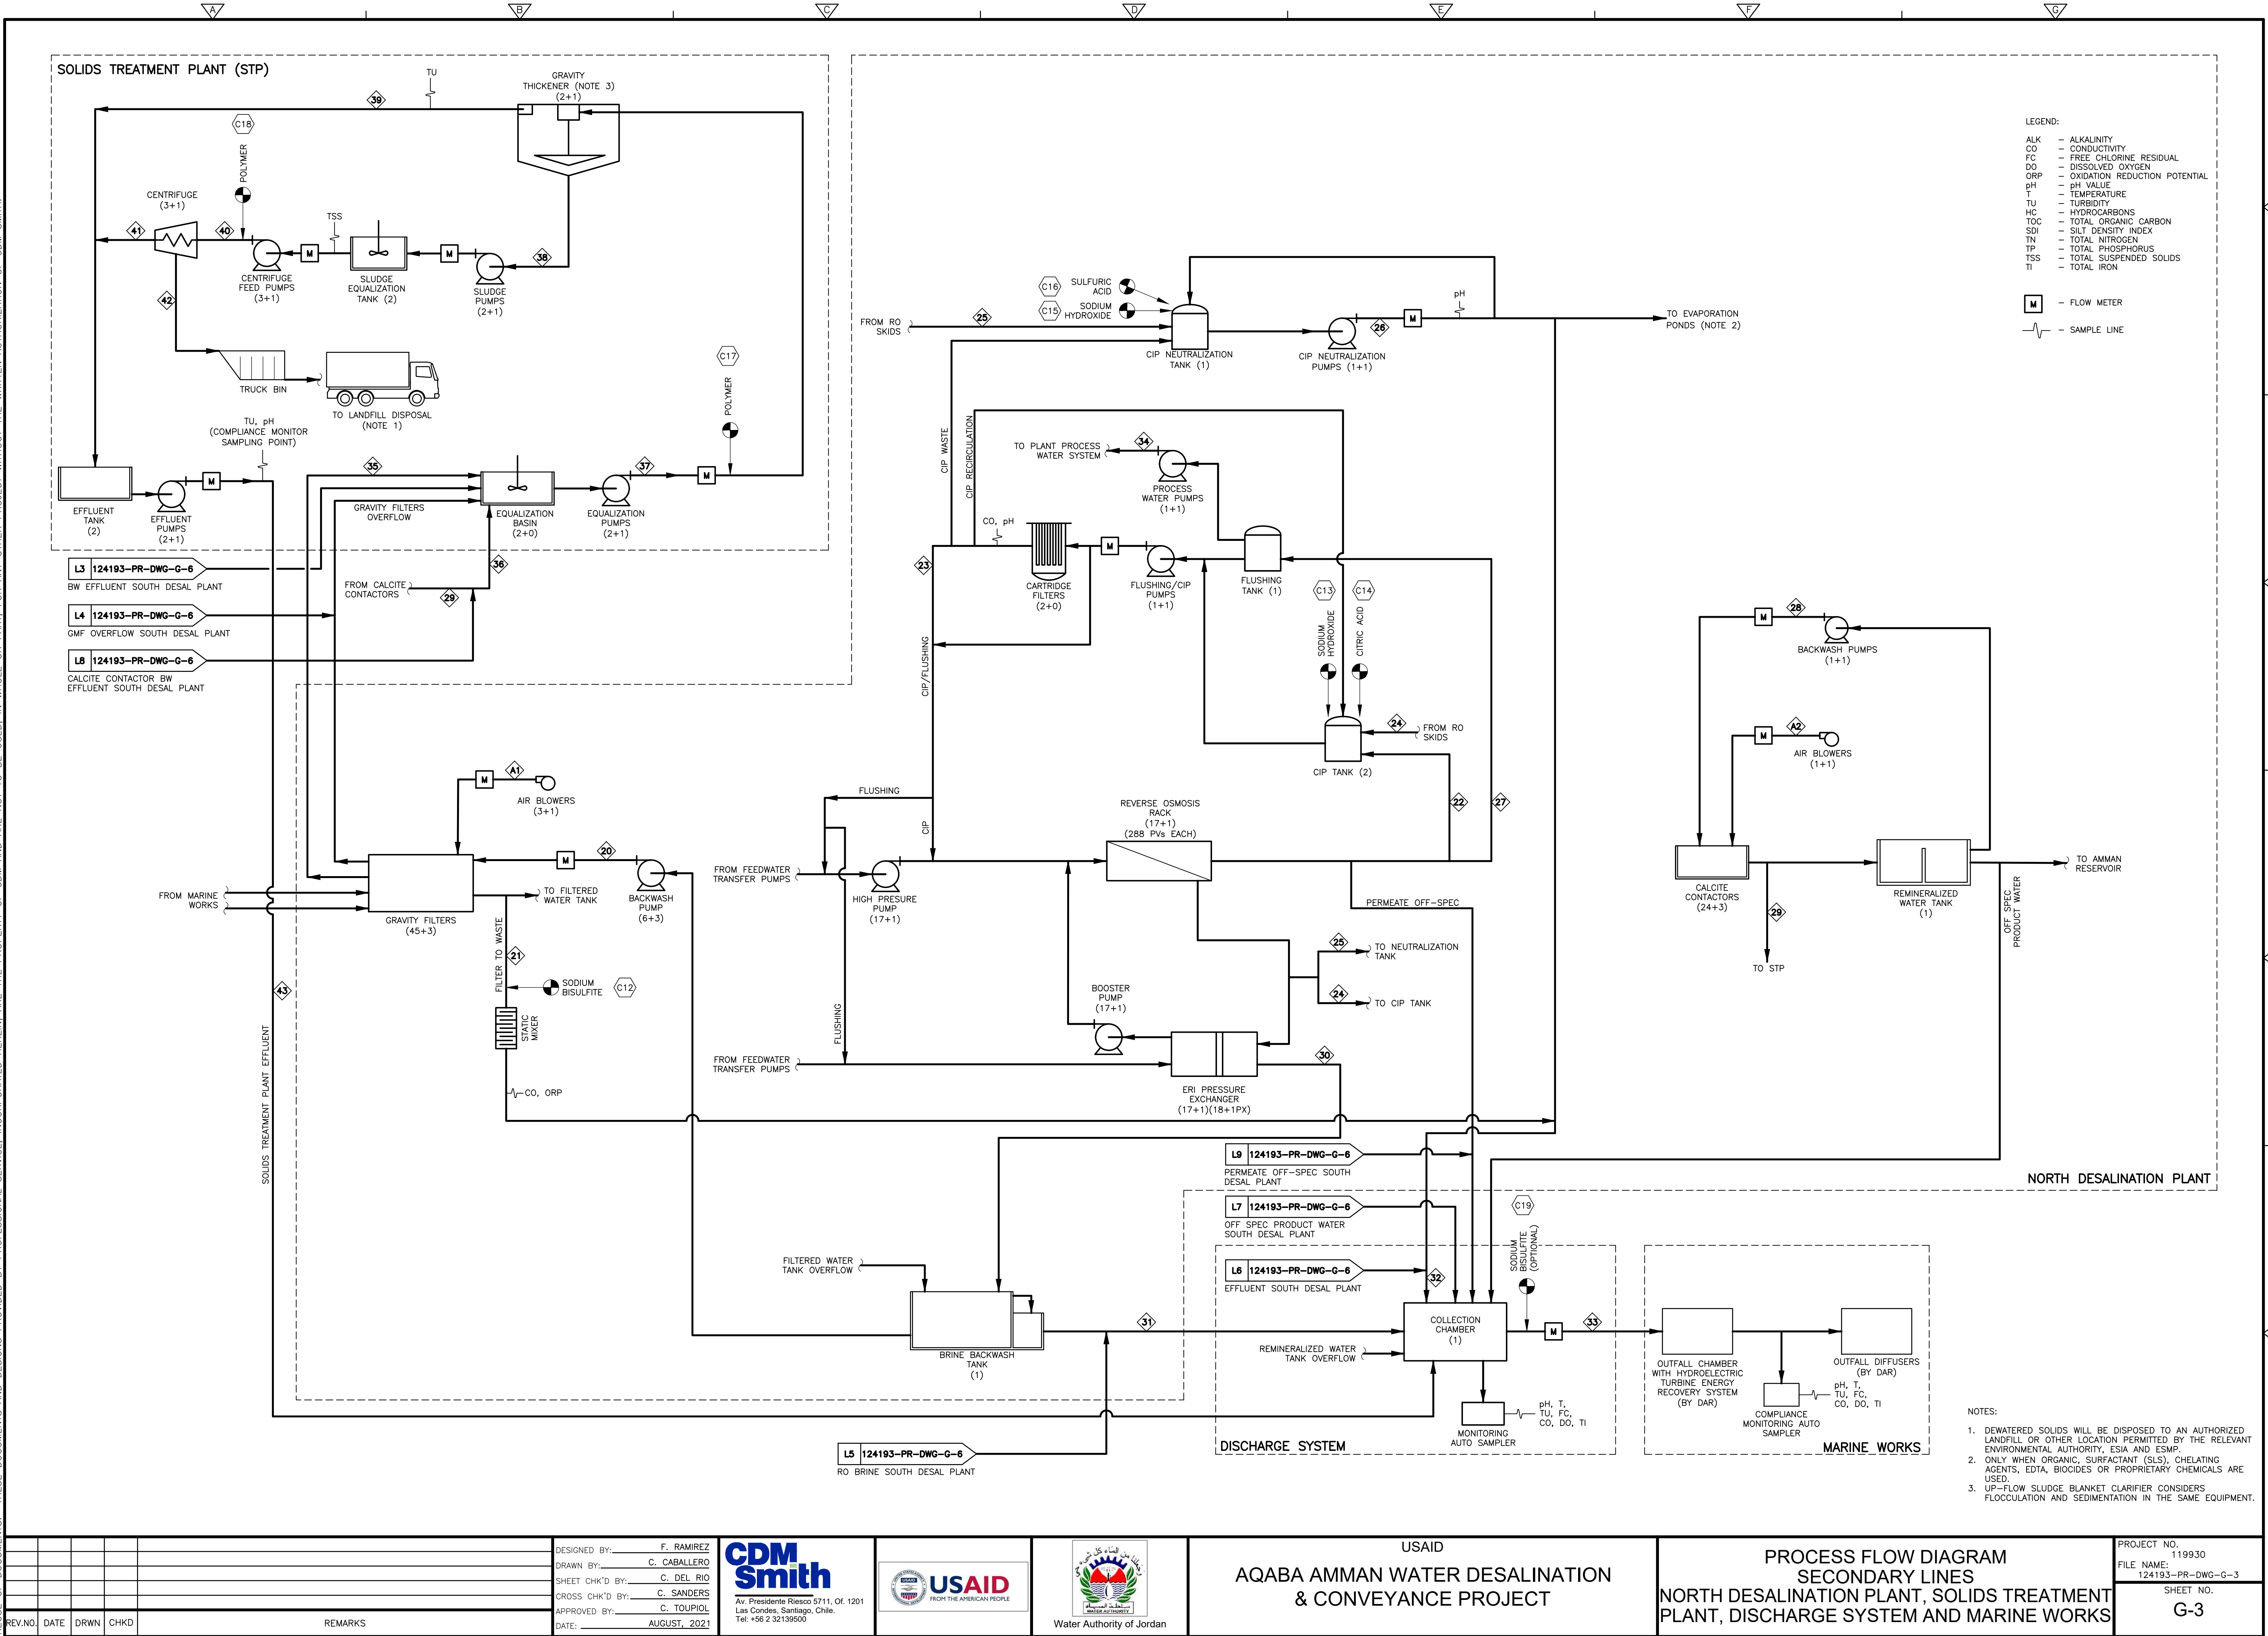 A
B
C
D
E
F
G
SOLIDS TREATMENT PLANT (STP)
TU
39
GRAVITY
THICKENER (NOTE 3)
(2+1)
C18
POLYMER
CENTRIFUGE
(3+1)
41
40
TSS
M
M
38
CENTRIFUGE
FEED PUMPS
(3+1)
SLUDGE
EQUALIZATION
TANK (2)
SLUDGE
PUMPS
(2+1)
42
TRUCK BIN
TO LANDFILL DISPOSAL
(NOTE 1)
C17
POLYMER
TU, pH
(COMPLIANCE MONITOR
SAMPLING POINT)
M
35
37
M
GRAVITY FILTERS
OVERFLOW
EFFLUENT
TANK
(2)
EFFLUENT
PUMPS
(2+1)
EQUALIZATION
BASIN
(2+0)
EQUALIZATION
PUMPS
(2+1)
L3 124193-PR-DWG-G-6
BW EFFLUENT SOUTH DESAL PLANT
36
FROM CALCITE
CONTACTORS
29
L4 124193-PR-DWG-G-6
GMF OVERFLOW SOUTH DESAL PLANT
L8 124193-PR-DWG-G-6
CALCITE CONTACTOR BW
EFFLUENT SOUTH DESAL PLANT
LEGEND:
ALK – ALKALINITY
CO – CONDUCTIVITY
FC – FREE CHLORINE RESIDUAL
DO – DISSOLVED OXYGEN
ORP – OXIDATION REDUCTION POTENTIAL
pH – pH VALUE
T – TEMPERATURE
TU – TURBIDITY
HC – HYDROCARBONS
TOC – TOTAL ORGANIC CARBON
SDI – SILT DENSITY INDEX
TN – TOTAL NITROGEN
TP – TOTAL PHOSPHORUS
TSS – TOTAL SUSPENDED SOLIDS
TI – TOTAL IRON
M – FLOW METER
– SAMPLE LINE
C16 SULFURIC
ACID
C15 SODIUM
HYDROXIDE
FROM RO
SKIDS
25
26
M
pH
TO EVAPORATION
PONDS (NOTE 2)
CIP NEUTRALIZATION
TANK (1)
CIP NEUTRALIZATION
PUMPS (1+1)
CIP WASTE
CIP RECIRCULATION
TO PLANT PROCESS
WATER SYSTEM
34
PROCESS
WATER PUMPS
(1+1)
CO, pH
M
23
CARTRIDGE
FILTERS
(2+0)
FLUSHING/CIP
PUMPS
(1+1)
FLUSHING
TANK (1)
C13
C14
SODIUM
HYDROXIDE
CITRIC ACID
CIP/FLUSHING
24
FROM RO
SKIDS
CIP TANK (2)
28
M
BACKWASH PUMPS
(1+1)
A2
M
AIR BLOWERS
(1+1)
A1
M
AIR BLOWERS
(3+1)
FLUSHING
CIP
REVERSE OSMOSIS
RACK
(17+1)
(288 PVs EACH)
22
27
20
M
FROM MARINE
WORKS
GRAVITY FILTERS
(45+3)
TO FILTERED
WATER TANK
BACKWASH
PUMP
(6+3)
FROM FEEDWATER
TRANSFER PUMPS
HIGH PRESURE
PUMP
(17+1)
PERMEATE OFF-SPEC
CALCITE
CONTACTORS
(24+3)
29
TO STP
REMINERALIZED
WATER TANK
(1)
OFF SPEC
PRODUCT WATER
TO AMMAN
RESERVOIR
FILTER TO WASTE
21
SODIUM
BISULFITE
C12
STATIC
MIXER
CO, ORP
43
SOLIDS TREATMENT PLANT EFFLUENT
25
TO NEUTRALIZATION
TANK
24
TO CIP TANK
BOOSTER
PUMP
(17+1)
FLUSHING
FROM FEEDWATER
TRANSFER PUMPS
30
ERI PRESSURE
EXCHANGER
(17+1)(18+1PX)
L9 124193-PR-DWG-G-6
PERMEATE OFF-SPEC SOUTH
DESAL PLANT
NORTH DESALINATION PLANT
L7 124193-PR-DWG-G-6
OFF SPEC PRODUCT WATER
SOUTH DESAL PLANT
C19
SODIUM
BISULFITE
(OPTIONAL)
FILTERED WATER
TANK OVERFLOW
L6 124193-PR-DWG-G-6
EFFLUENT SOUTH DESAL PLANT
32
31
BRINE BACKWASH
TANK
(1)
COLLECTION
CHAMBER
(1)
M
33
REMINERALIZED WATER
TANK OVERFLOW
OUTFALL CHAMBER
WITH HYDROELECTRIC
TURBINE ENERGY
RECOVERY SYSTEM
(BY DAR)
OUTFALL DIFFUSERS
(BY DAR)
pH, T,
TU, FC,
CO, DO, TI
COMPLIANCE
MONITORING AUTO
SAMPLER
pH, T,
TU, FC,
CO, DO, TI
MONITORING
AUTO SAMPLER
DISCHARGE SYSTEM
MARINE WORKS
L5 124193-PR-DWG-G-6
RO BRINE SOUTH DESAL PLANT
NOTES:
1. DEWATERED SOLIDS WILL BE DISPOSED TO AN AUTHORIZED
LANDFILL OR OTHER LOCATION PERMITTED BY THE RELEVANT
ENVIRONMENTAL AUTHORITY, ESIA AND ESMP.
2. ONLY WHEN ORGANIC, SURFACTANT (SLS), CHELATING
AGENTS, EDTA, BIOCIDES OR PROPRIETARY CHEMICALS ARE
USED.
3. UP-FLOW SLUDGE BLANKET CLARIFIER CONSIDERS
FLOCCULATION AND SEDIMENTATION IN THE SAME EQUIPMENT.
REV.NO. DATE DRWN CHKD REMARKS
DESIGNED BY: F. RAMIREZ
DRAWN BY: C. CABALLERO
SHEET CHK'D BY: C. DEL RIO
CROSS CHK'D BY: C. SANDERS
APPROVED BY: C. TOUPIOL
DATE: AUGUST, 2021
CDM
Smith
Av. Presidente Riesco 5711, Of. 1201
Las Condes, Santiago, Chile.
Tel: +56 2 32139500
USAID
FROM THE AMERICAN PEOPLE
WATER AUTHORITY
Water Authority of Jordan
USAID
AQABA AMMAN WATER DESALINATION
& CONVEYANCE PROJECT
PROCESS FLOW DIAGRAM
SECONDARY LINES
NORTH DESALINATION PLANT, SOLIDS TREATMENT
PLANT, DISCHARGE SYSTEM AND MARINE WORKS
PROJECT NO.
119930
FILE NAME:
124193-PR-DWG-G-3
SHEET NO.
G-3